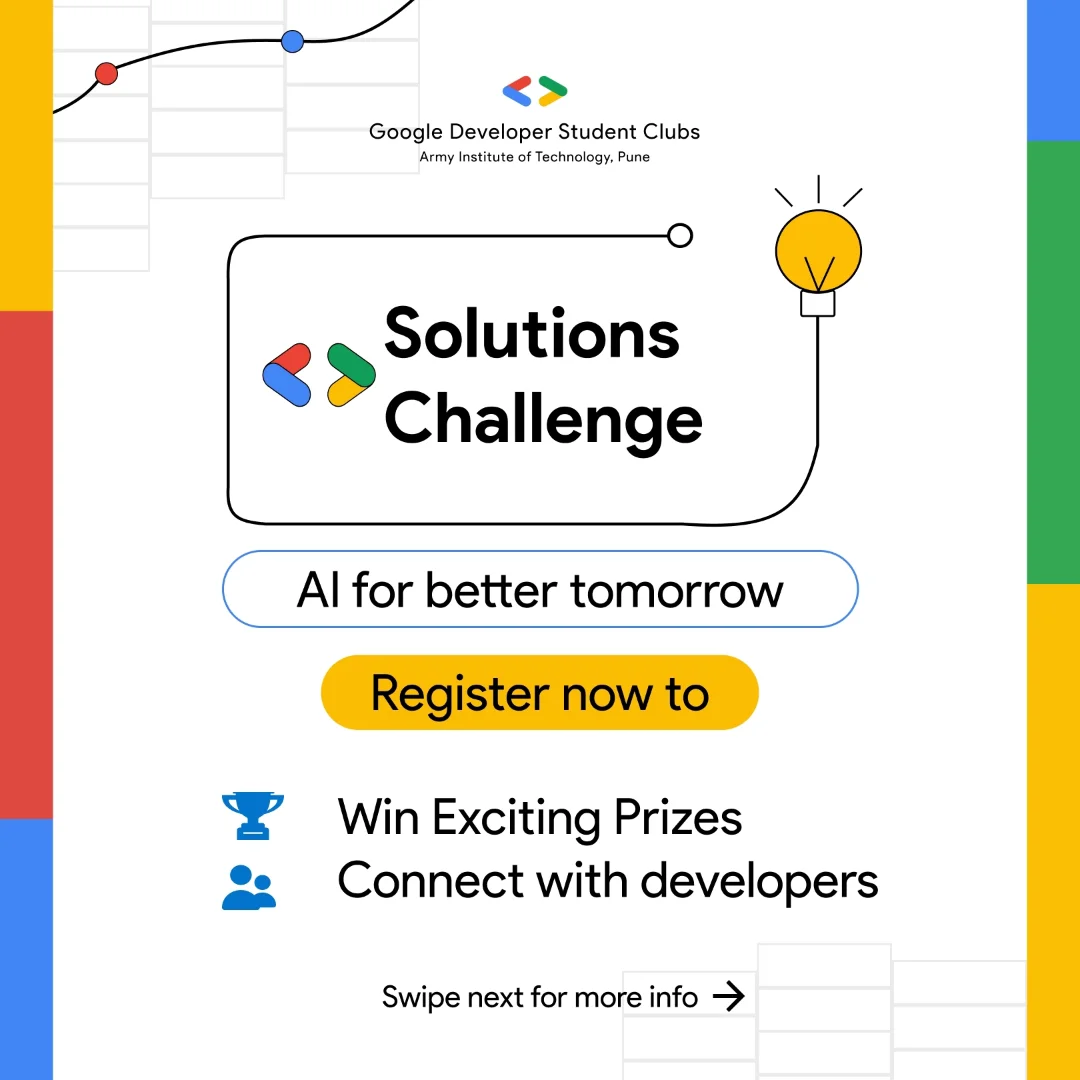 Google Developer Student Clubs
Army Institute of Technology, Pune
Solutions
Challenge
AI for better tomorrow
Register now to
Win Exciting Prizes
Connect with developers
Swipe next for more info